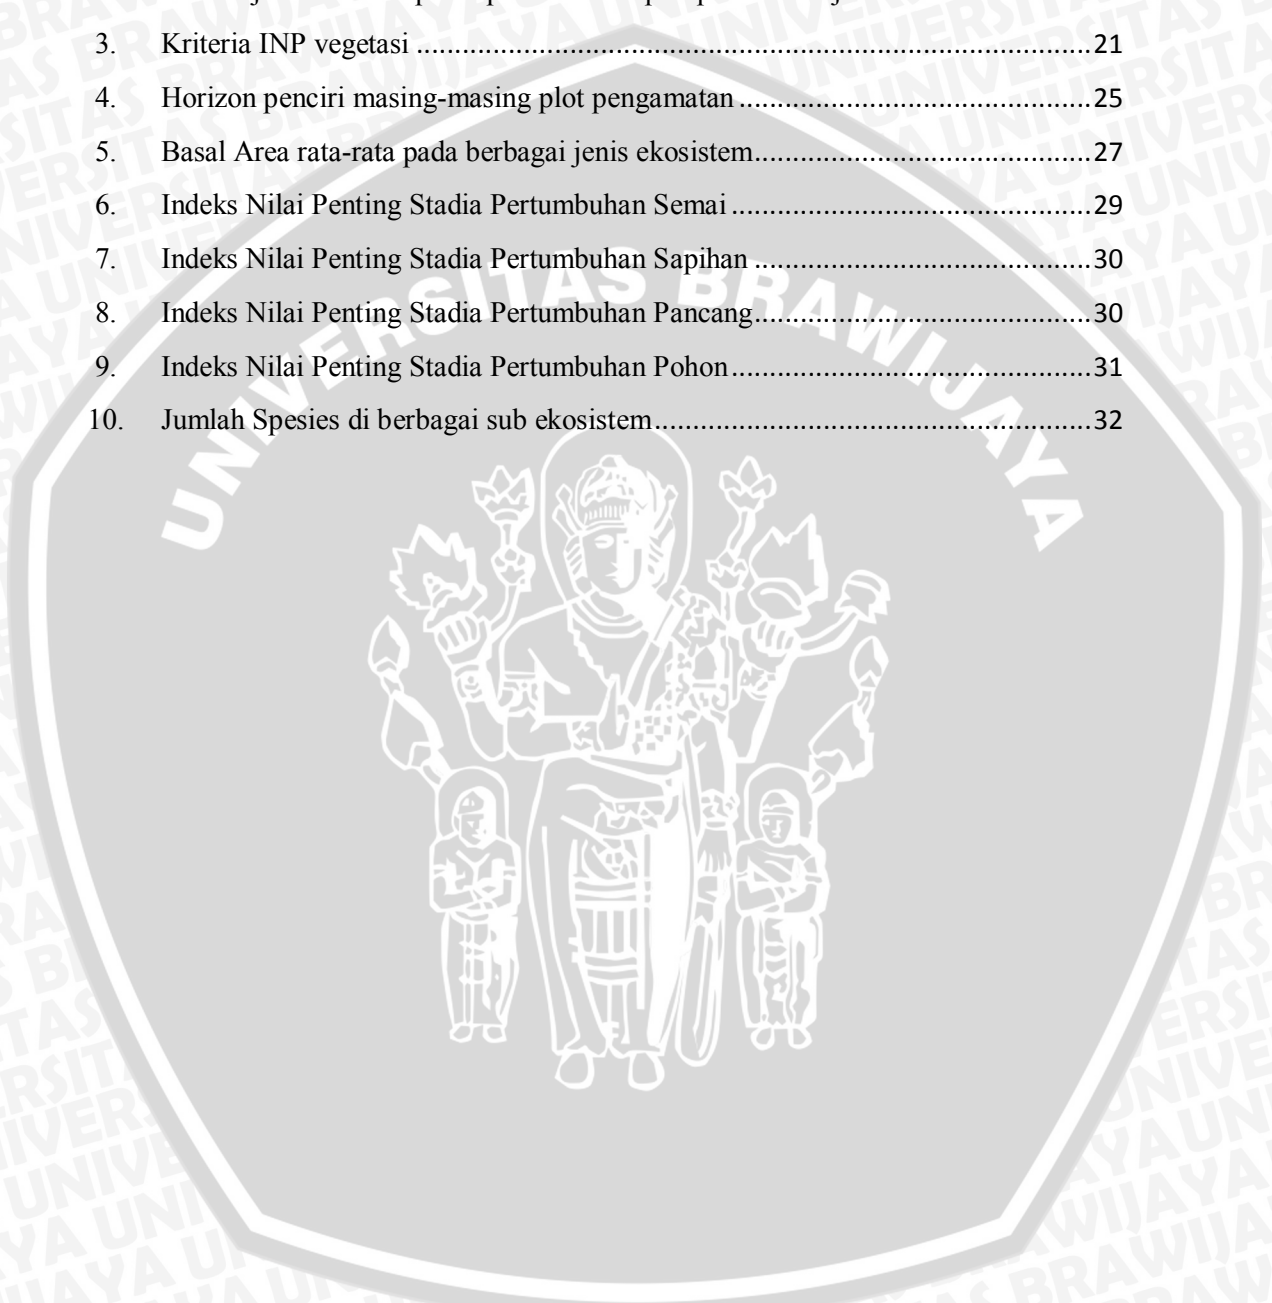 3. Kriteria INP vegetasi ........................................................................................21
4. Horizon penciri masing-masing plot pengamatan ..............................................25
5. Basal Area rata-rata pada berbagai jenis ekosistem............................................27
6. Indeks Nilai Penting Stadia Pertumbuhan Semai ...............................................29
7. Indeks Nilai Penting Stadia Pertumbuhan Sapihan ............................................30
8. Indeks Nilai Penting Stadia Pertumbuhan Pancang............................................30
9. Indeks Nilai Penting Stadia Pertumbuhan Pohon ...............................................31
10. Jumlah Spesies di berbagai sub ekosistem.........................................................32
UNIVERSITAS BRAWIJAYA